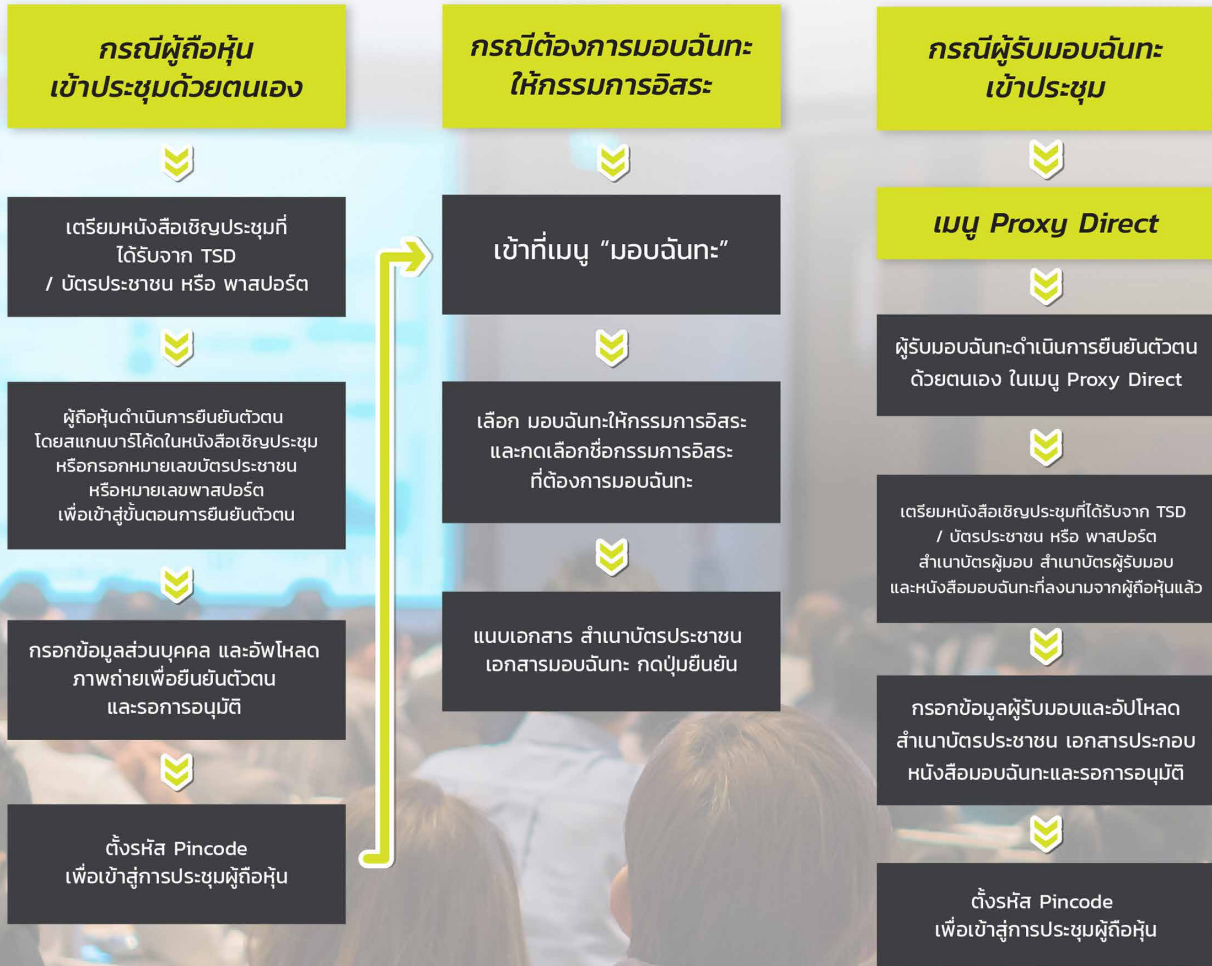 กรณีผู้ถือหุ้น
เข้าประชุมด้วยตนเอง
เตรียมหนังสือเชิญประชุมที่
ได้รับจาก TSD
/ บัตรประชาชน หรือ พาสปอร์ต
ผู้ถือหุ้นดำเนินการยืนยันตัวตน
โดยสแกนบาร์โค้ดในหนังสือเชิญประชุม
หรือกรอกหมายเลขบัตรประชาชน
หรือหมายเลขพาสปอร์ต
เพื่อเข้าสู่ขั้นตอนการยืนยันตัวตน
กรอกข้อมูลส่วนบุคคล และอัพโหลด
ภาพถ่ายเพื่อยืนยันตัวตน
และรอการอนุมัติ
ตั้งรหัส Pincode
เพื่อเข้าสู่การประชุมผู้ถือหุ้น
กรณีต้องการมอบฉันทะ
ให้กรรมการอิสระ
เข้าที่เมนู “มอบฉันทะ”
เลือก มอบฉันทะให้กรรมการอิสระ
และกดเลือกชื่อกรรมการอิสระ
ที่ต้องการมอบฉันทะ
แนบเอกสาร สำเนาบัตรประชาชน
เอกสารมอบฉันทะ กดปุ่มยืนยัน
กรณีผู้รับมอบฉันทะ
เข้าประชุม
เมนู Proxy Direct
ผู้รับมอบฉันทะดำเนินการยืนยันตัวตน
ด้วยตนเอง ในเมนู Proxy Direct
เตรียมหนังสือเชิญประชุมที่ได้รับจาก TSD
/ บัตรประชาชน หรือ พาสปอร์ต
สำเนาบัตรผู้มอบ สำเนาบัตรผู้รับมอบ
และหนังสือมอบฉันทะที่ลงนามจากผู้ถือหุ้นแล้ว
กรอกข้อมูลผู้รับมอบและอัปโหลด
สำเนาบัตรประชาชน เอกสารประกอบ
หนังสือมอบฉันทะและรอการอนุมัติ
ตั้งรหัส Pincode
เพื่อเข้าสู่การประชุมผู้ถือหุ้น